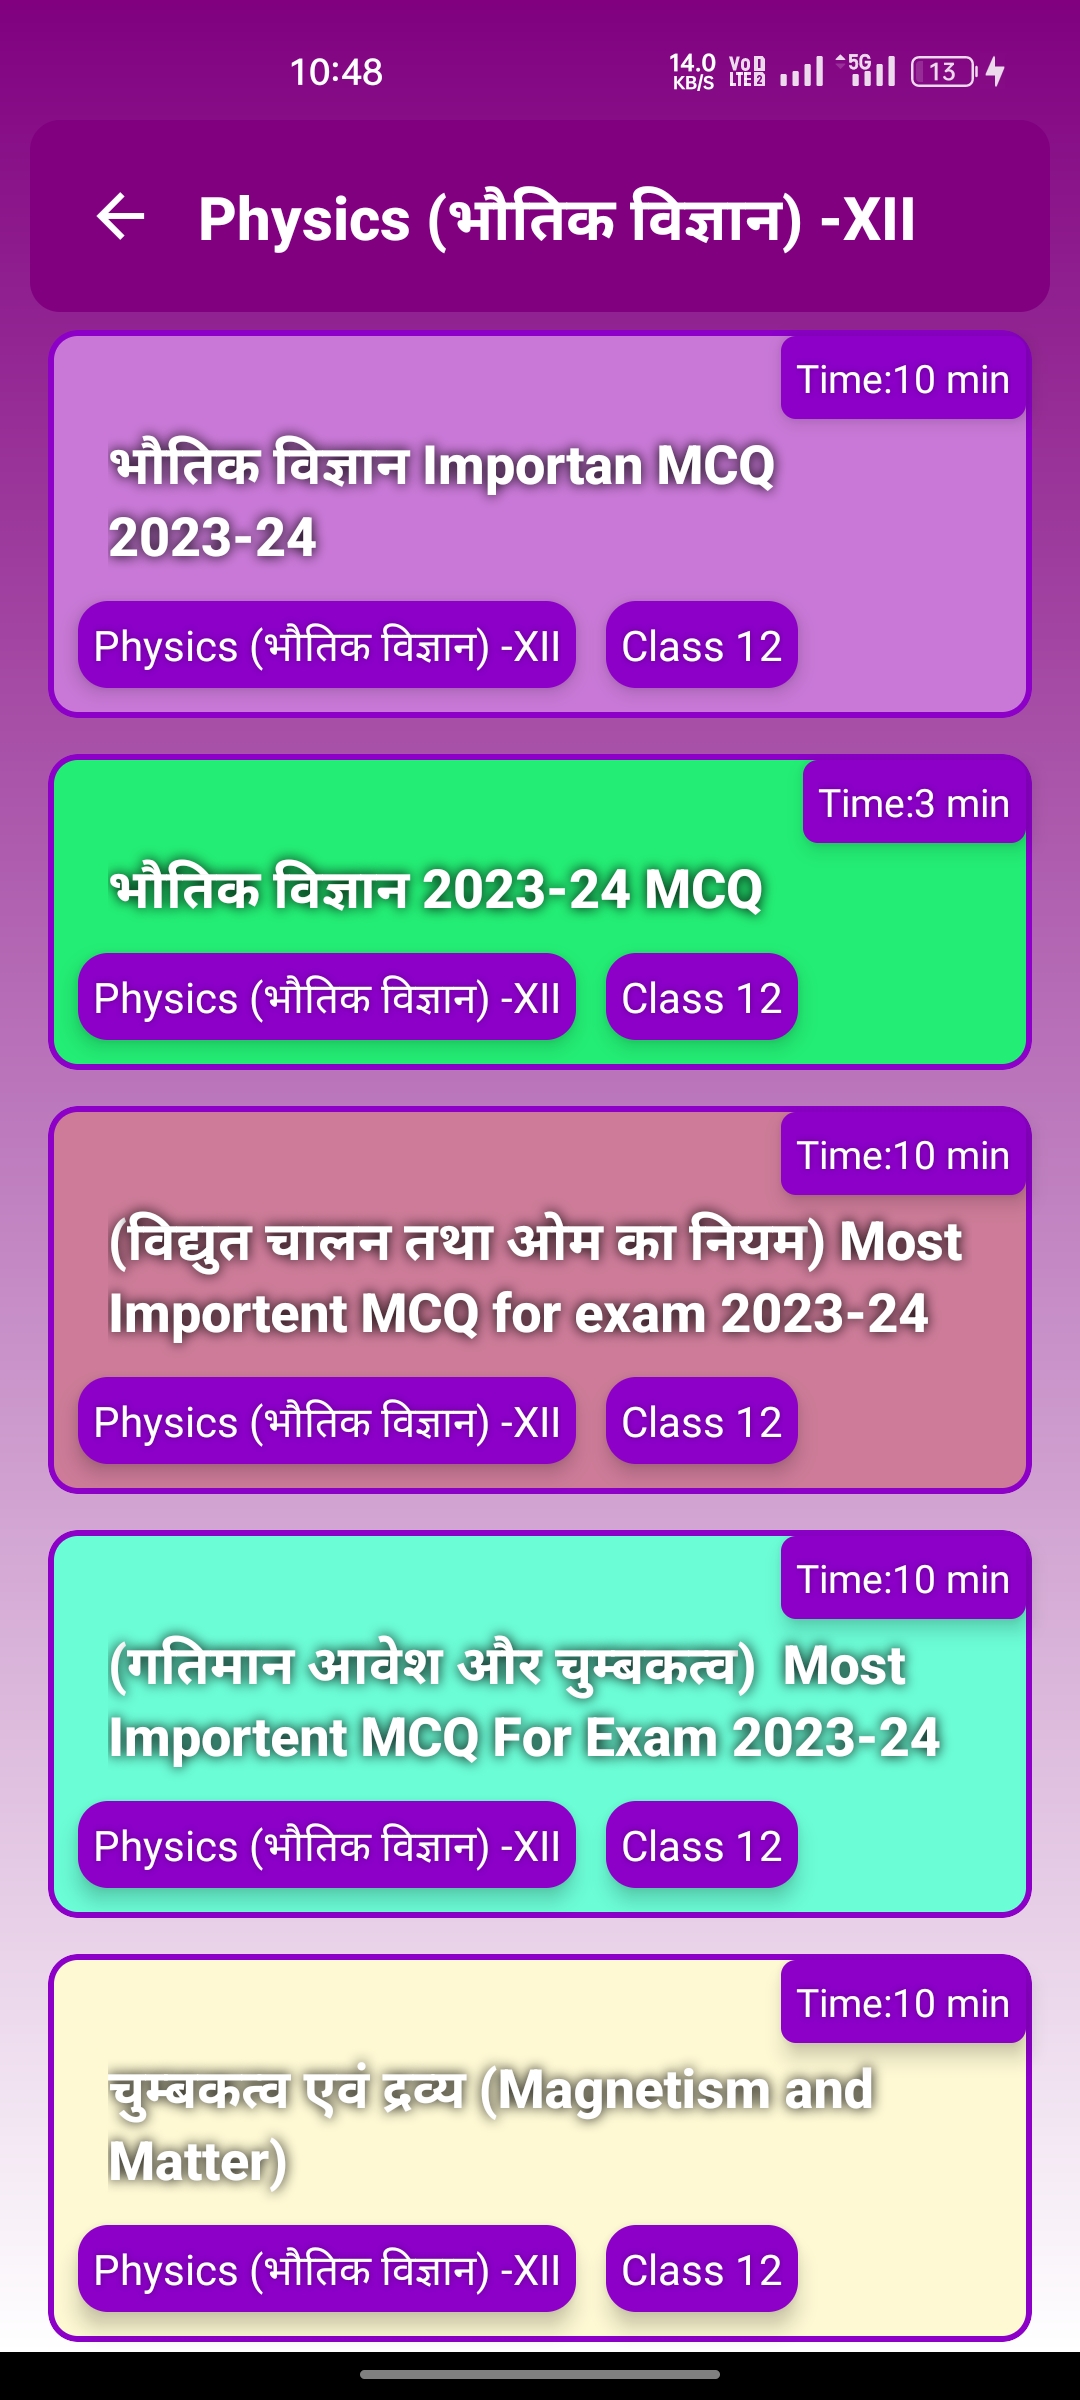 10:48
14.0
KB/S
Vo 1
LTE 2
5G
13
Physics (भौतिक विज्ञान) -XII
Time:10 min
भौतिक विज्ञान Importan MCQ
2023-24
Physics (भौतिक विज्ञान) -XII
Class 12
Time:3 min
भौतिक विज्ञान 2023-24 MCQ
Physics (भौतिक विज्ञान) -XII
Class 12
Time:10 min
(विद्युत चालन तथा ओम का नियम) Most
Importent MCQ for exam 2023-24
Physics (भौतिक विज्ञान) -XII
Class 12
Time:10 min
(गतिमान आवेश और चुम्बकत्व)  Most
Importent MCQ For Exam 2023-24
Physics (भौतिक विज्ञान) -XII
Class 12
Time:10 min
चुम्बकत्व एवं द्रव्य (Magnetism and
Matter)
Physics (भौतिक विज्ञान) -XII
Class 12